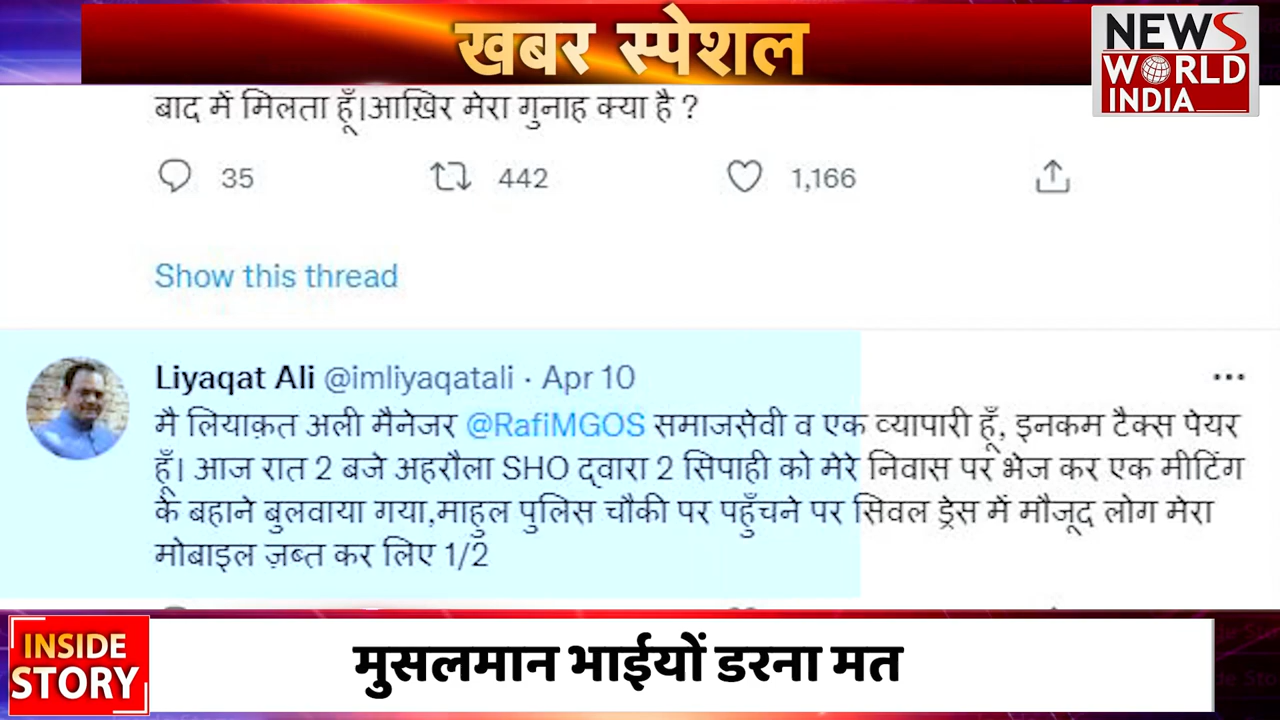 खबर स्पेशल
NEWS
WORLD
INDIA
बाद में मिलता हूँ।आख़िर मेरा गुनाह क्या है ?
35 442 1,166
Show this thread
Liyaqat Ali @imliyaqatali · Apr 10
मै लियाक़त अली मैनेजर @RafiMGOS समाजसेवी व एक व्यापारी हूँ, इनकम टैक्स पेयर
हूँ। आज रात 2 बजे अहरौला SHO द्वारा 2 सिपाही को मेरे निवास पर भेज कर एक मीटिंग
के बहाने बुलवाया गया,माहुल पुलिस चौकी पर पहुँचने पर सिवल ड्रेस में मौजूद लोग मेरा
मोबाइल ज़ब्त कर लिए 1/2
INSIDE
STORY
मुसलमान भाईयों डरना मत